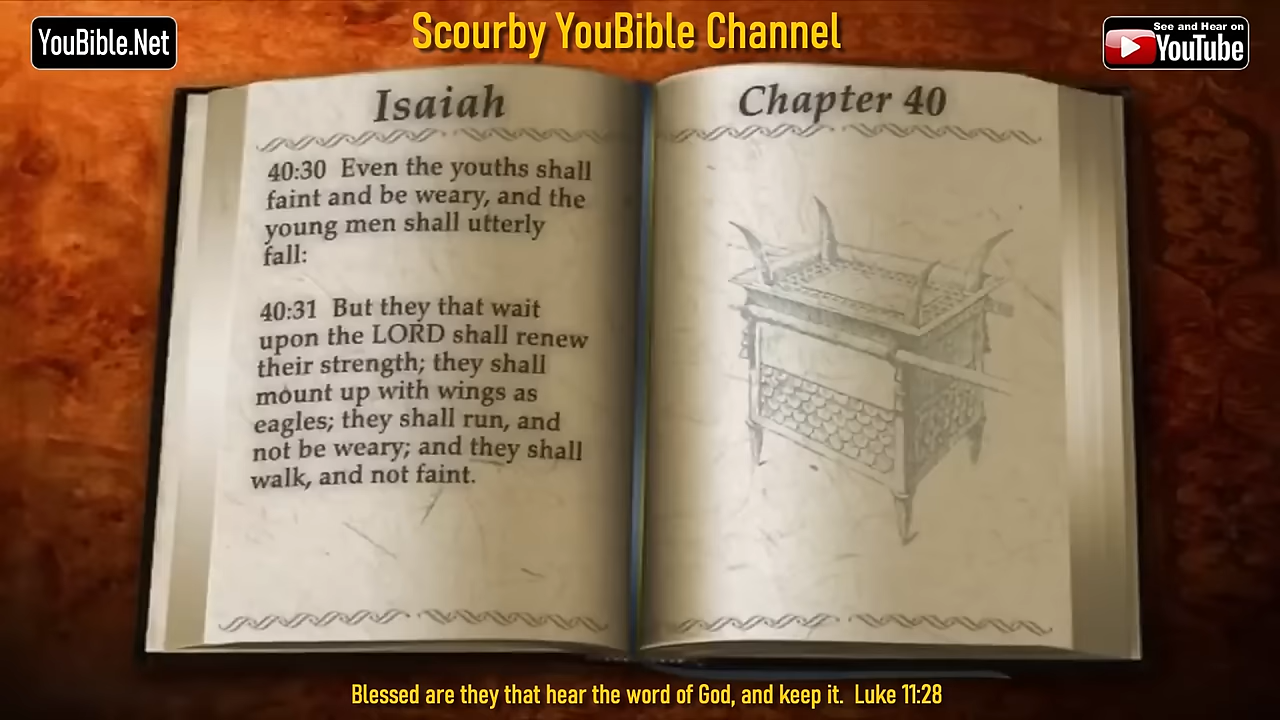 Scourby YouBible Channel
YouBible.Net
See and Hear on
YouTube
Isaiah
40:30 Even the youths shall
faint and be weary, and the
young men shall utterly
fall:
40:31 But they that wait
upon the LORD shall renew
their strength; they shall
mount up with wings as
eagles; they shall run, and
not be weary; and they shall
walk, and not faint.
Chapter 40
Blessed are they that hear the word of God, and keep it. Luke 11:28